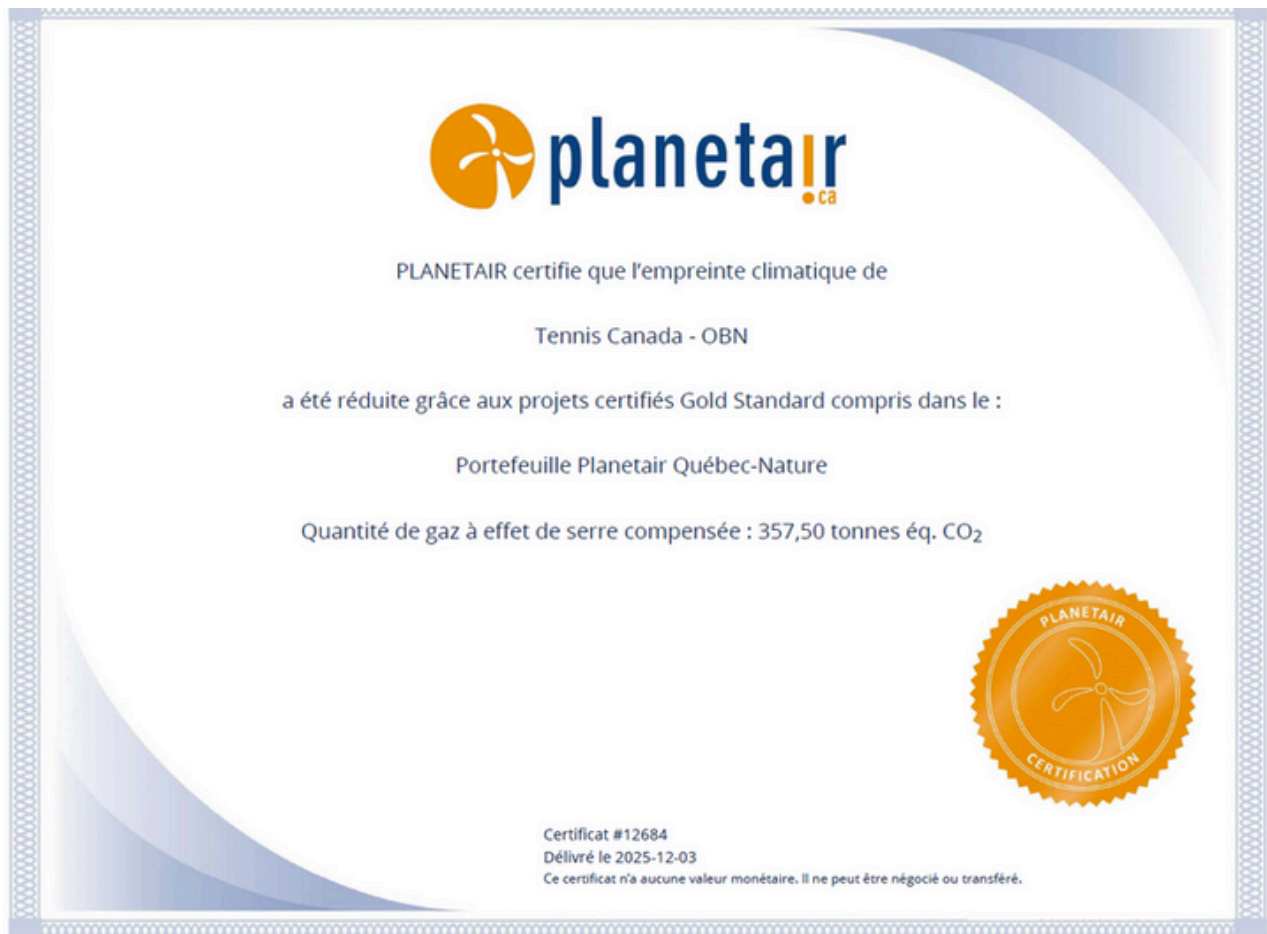 planetair
.ca
PLANETAIR certifie que l'empreinte climatique de
Tennis Canada - OBN
a été réduite grâce aux projets certifiés Gold Standard compris dans le :
Portefeuille Planetair Québec-Nature
Quantité de gaz à effet de serre compensée : 357,50 tonnes éq. CO₂
PLANETAIR
CERTIFICATION
Certificat #12684
Délivré le 2025-12-03
Ce certificat n'a aucune valeur monétaire. Il ne peut être négocié ou transféré.